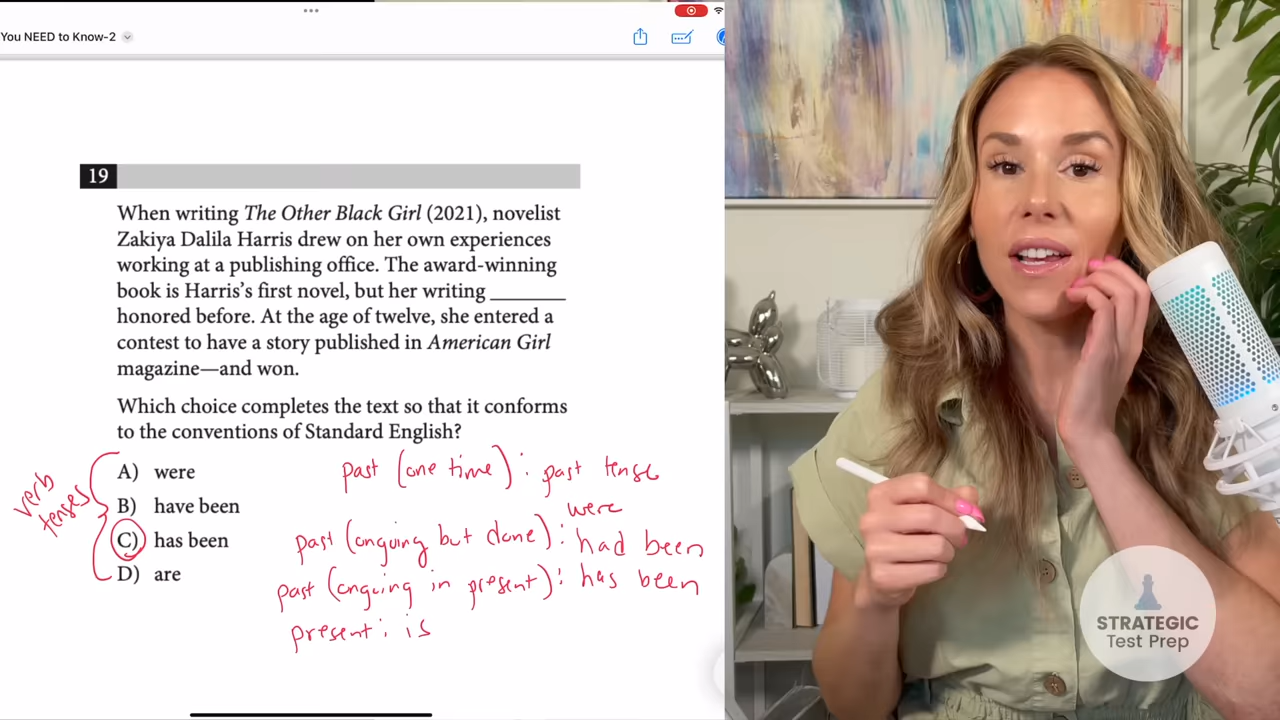 You NEED to Know-2
19
When writing The Other Black Girl (2021), novelist
Zakiya Dalila Harris drew on her own experiences
working at a publishing office. The award-winning
book is Harris's first novel, but her writing ______
honored before. At the age of twelve, she entered a
contest to have a story published in American Girl
magazine—and won.
Which choice completes the text so that it conforms
to the conventions of Standard English?
verb
tenses
A) were
B) have been
C) has been
D) are
past (one time): past tense
were
past (ongoing but done): had been
past (ongoing in present): has been
present: is
STRATEGIC
Test Prep